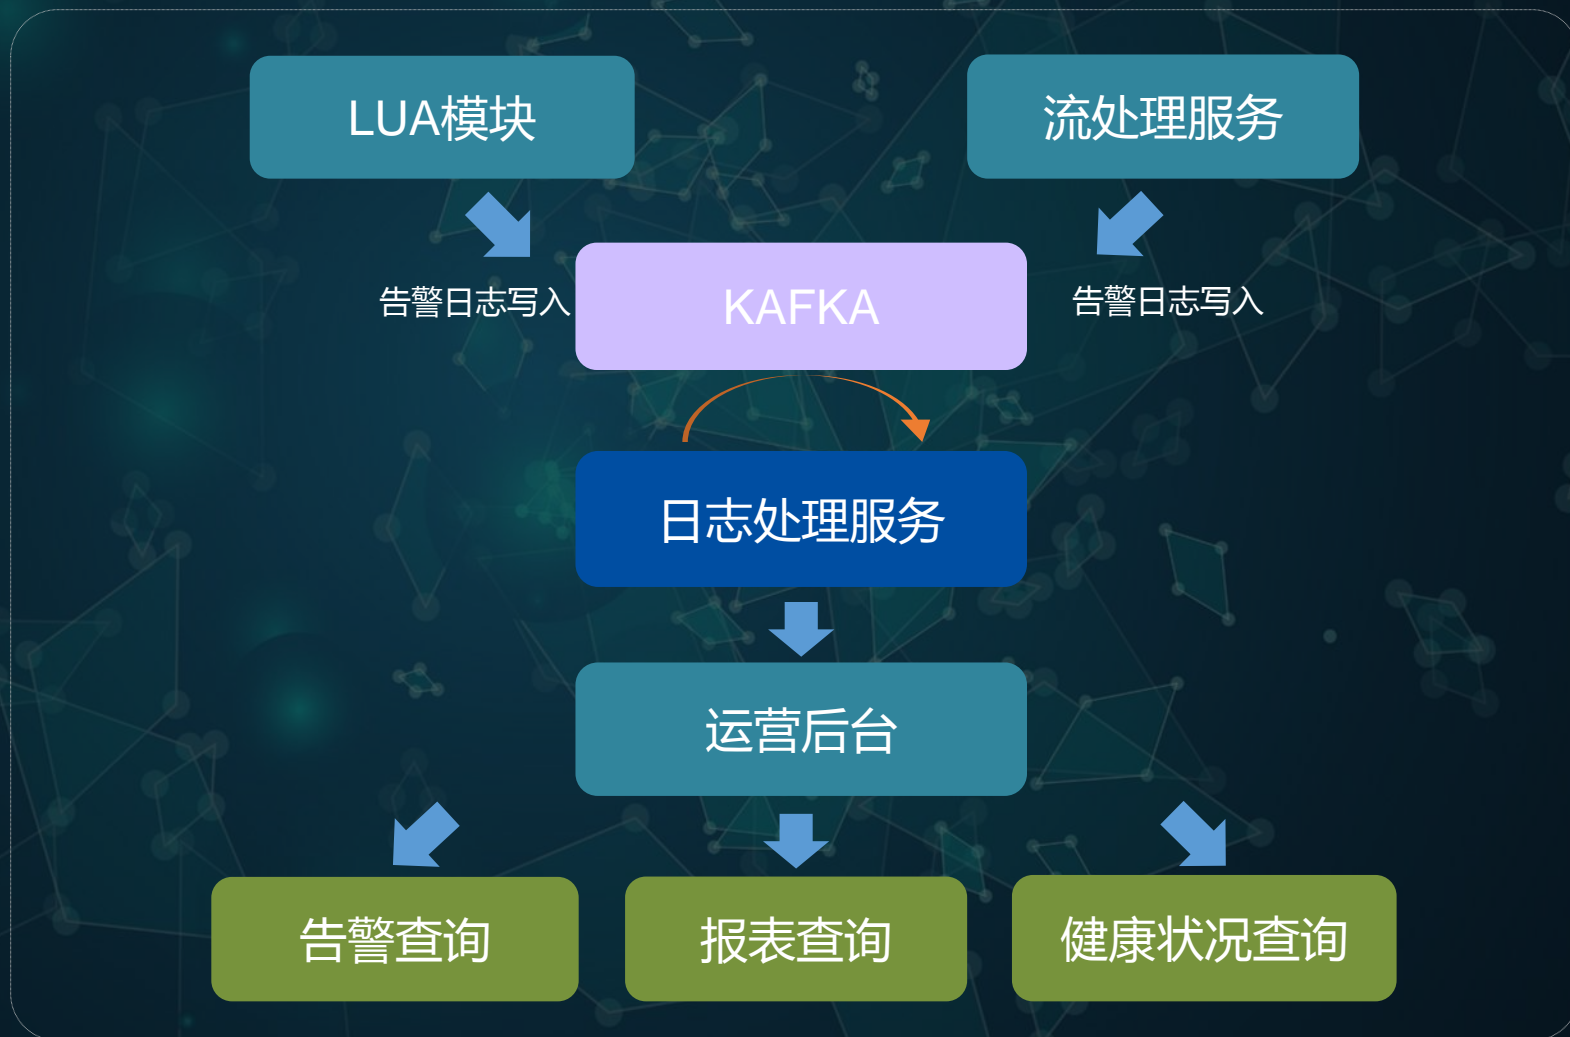 LUA模块
流处理服务
告警日志写入
KAFKA
告警日志写入
日志处理服务
运营后台
告警查询
报表查询
健康状况查询